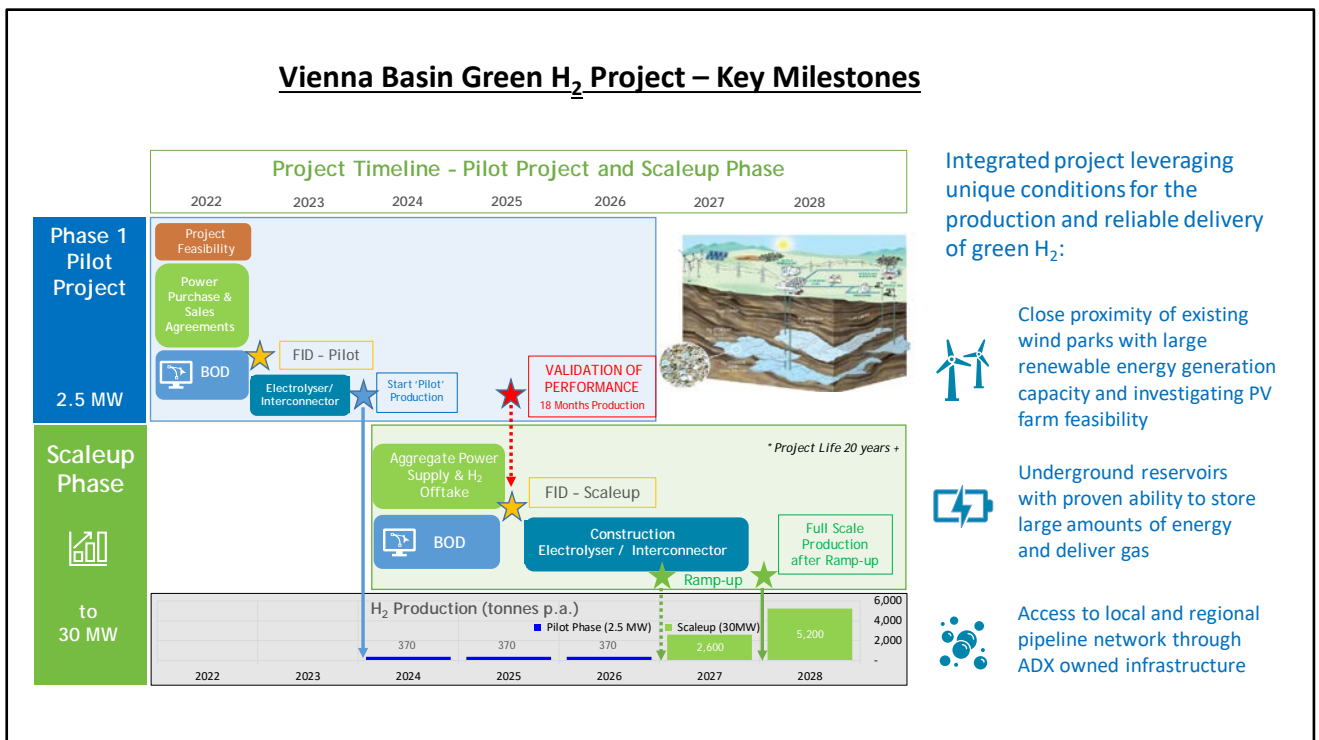 Vienna Basin Green H2 Project – Key Milestones
Project Timeline - Pilot Project and Scaleup Phase
2022 2023 2024 2025 2026 2027 2028
Phase 1
Pilot
Project
2.5 MW
Project
Feasibility
Power
Purchase &
Sales
Agreements
BOD
FID - Pilot
Electrolyser/
Interconnector
Start 'Pilot'
Production
VALIDATION OF
PERFORMANCE
18 Months Production
Scaleup
Phase
to
30 MW
* Project Life 20 years +
Aggregate Power
Supply & H2
Offtake
FID - Scaleup
BOD
Construction
Electrolyser / Interconnector
Full Scale
Production
after Ramp-up
Ramp-up
H2 Production (tonnes p.a.)
Pilot Phase (2.5 MW) Scaleup (30MW)
6,000
4,000
2,000
-
370 370 370 2,600 5,200
2022 2023 2024 2025 2026 2027 2028
Integrated project leveraging
unique conditions for the
production and reliable delivery
of green H2:
Close proximity of existing
wind parks with large
renewable energy generation
capacity and investigating PV
farm feasibility
Underground reservoirs
with proven ability to store
large amounts of energy
and deliver gas
Access to local and regional
pipeline network through
ADX owned infrastructure